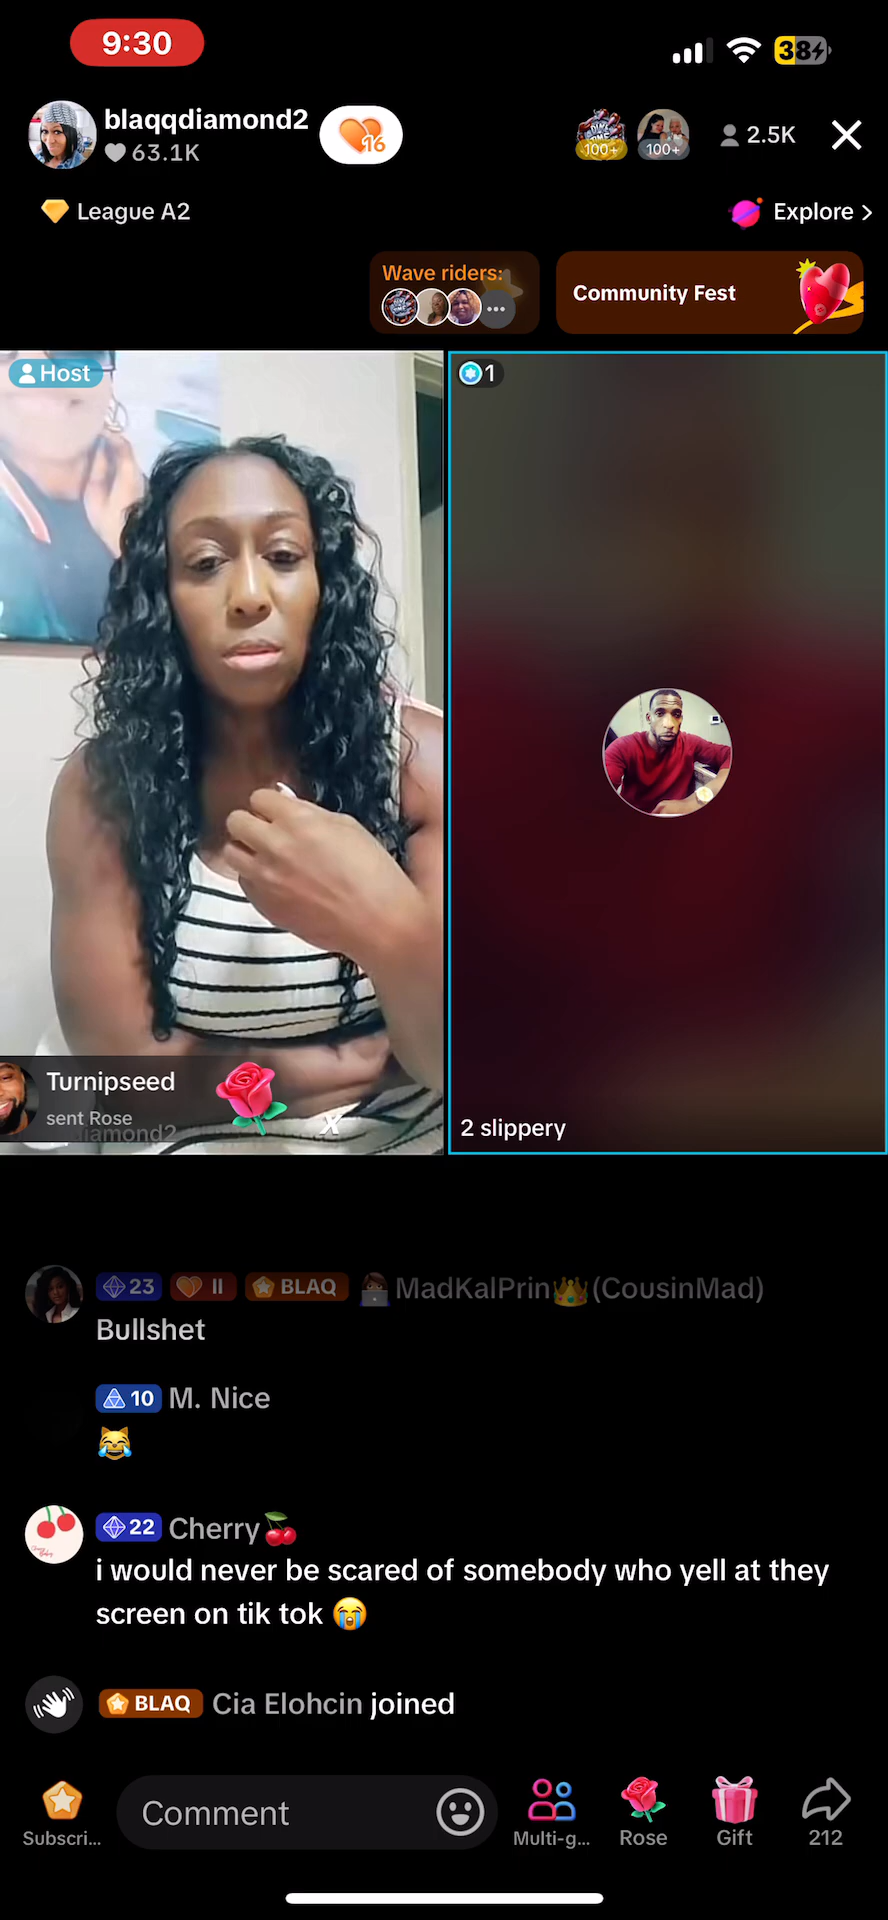 9:30
38
blaqqdiamond2
63.1K
16
100+
100+
2.5K
League A2
Explore >
Wave riders:
Community Fest
Host
1
Turnipseed
sent Rose
iamond2
x
2 slippery
23 II BLAQ MadKalPrin (CousinMad)
Bullshet
10 M. Nice
22 Cherry
i would never be scared of somebody who yell at they
screen on tik tok
BLAQ Cia Elohcin joined
Comment
Subscri...
Multi-g...
Rose
Gift
212